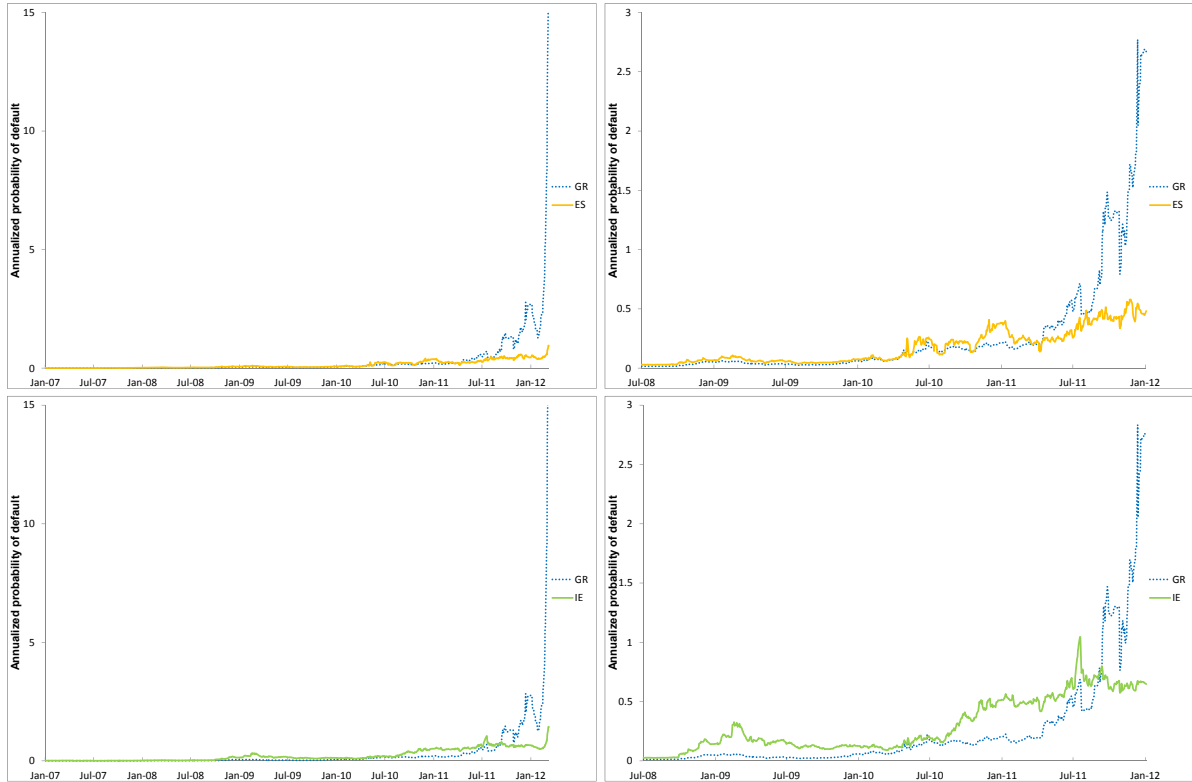 Annualized probability of default
15
10
5
0
Jan-07 Jul-07 Jan-08 Jul-08 Jan-09 Jul-09 Jan-10 Jul-10 Jan-11 Jul-11 Jan-12
GR
ES
Annualized probability of default
3
2.5
2
1.5
1
0.5
0
Jul-08 Jan-09 Jul-09 Jan-10 Jul-10 Jan-11 Jul-11 Jan-12
GR
ES
Annualized probability of default
15
10
5
0
Jan-07 Jul-07 Jan-08 Jul-08 Jan-09 Jul-09 Jan-10 Jul-10 Jan-11 Jul-11 Jan-12
GR
IE
Annualized probability of default
3
2.5
2
1.5
1
0.5
0
Jul-08 Jan-09 Jul-09 Jan-10 Jul-10 Jan-11 Jul-11 Jan-12
GR
IE